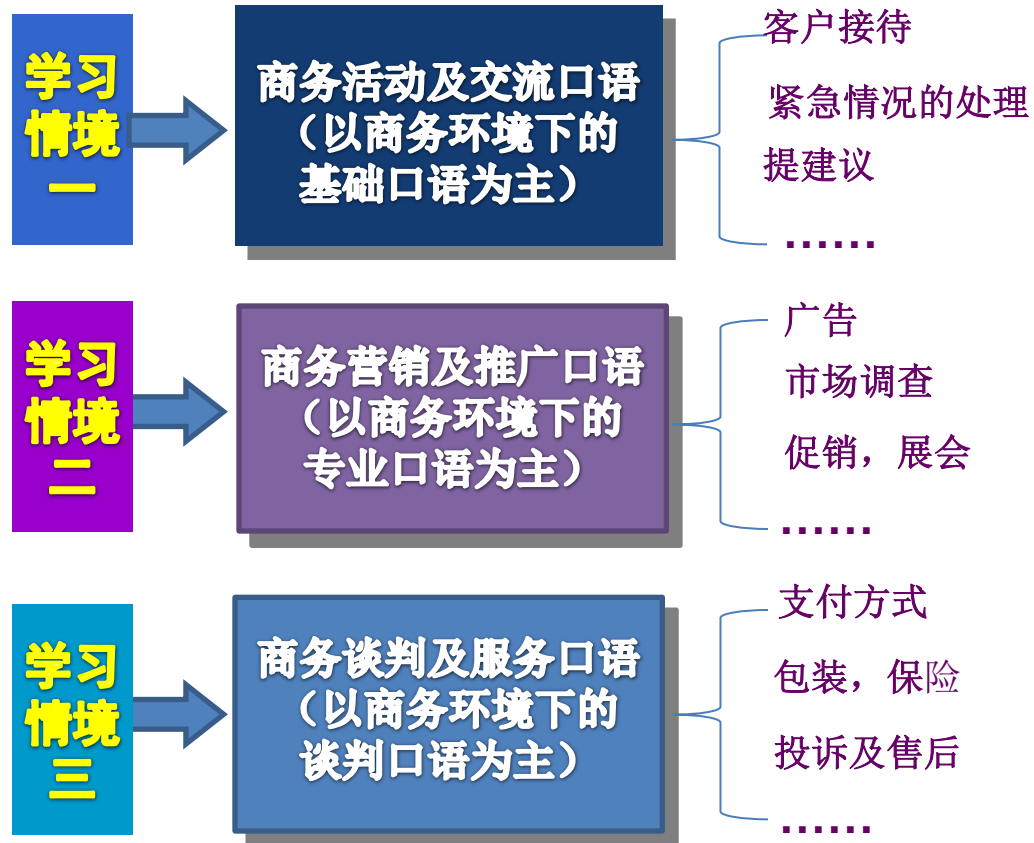 学习
情境
一
商务活动及交流口语
（以商务环境下的
基础口语为主）
客户接待
紧急情况的处理
提建议
......
学习
情境
二
商务营销及推广口语
（以商务环境下的
专业口语为主）
广告
市场调查
促销，展会
......
学习
情境
三
商务谈判及服务口语
（以商务环境下的
谈判口语为主）
支付方式
包装，保险
投诉及售后
......